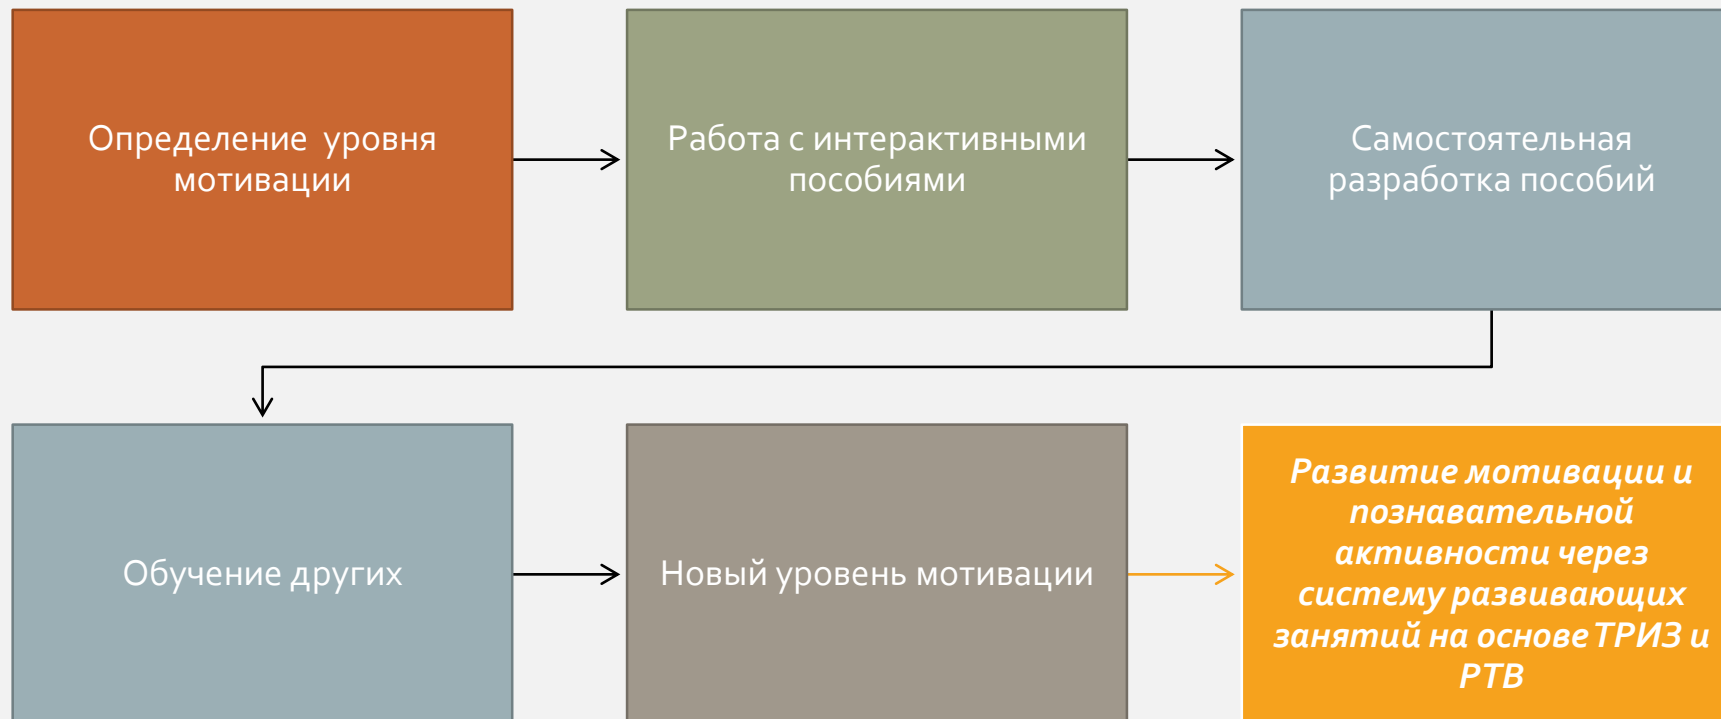 Определение уровня
мотивации
Работа с интерактивными
пособиями
Самостоятельная
разработка пособий
Обучение других
Новый уровень мотивации
Развитие мотивации и
познавательной
активности через
систему развивающих
занятий на основе ТРИЗ и
РТВ